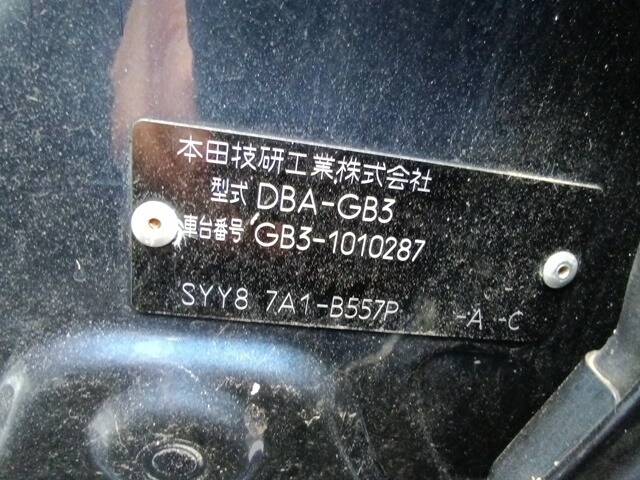 本田技研工業株式会社
型式 DBA-GB3
車台番号 GB3-1010287
SYY8 7A1-B557P -A -C